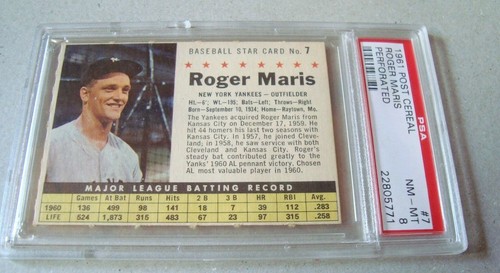 BASEBALL STAR CARD No. 7
Roger Maris
NEW YORK YANKEES — OUTFIELDER
Ht.—6'; Wt.—195; Bats—Left; Throws—Right
Born—September 10, 1934; Home—Raytown, Mo.
The Yankees acquired Roger Maris from
Kansas City on December 17, 1959. He
hit 44 homers his last two seasons with
Kansas City. In 1957, he joined Cleve-
land; in 1958, he saw service with both
Cleveland and Kansas City. Roger's
steady bat contributed greatly to the
Yanks' 1960 AL pennant victory. Chosen
AL most valuable player in 1960.
MAJOR LEAGUE BATTING RECORD
Games At Bat Runs Hits 2 B 3 B HR RBI Avg.
1960 136 499 98 141 18 7 39 112 .283
LIFE 524 1,873 315 483 67 20 97 315 .258
1961 POST CEREAL
ROGER MARIS
PERFORATED
PSA
22805771
#7
NM - MT
8